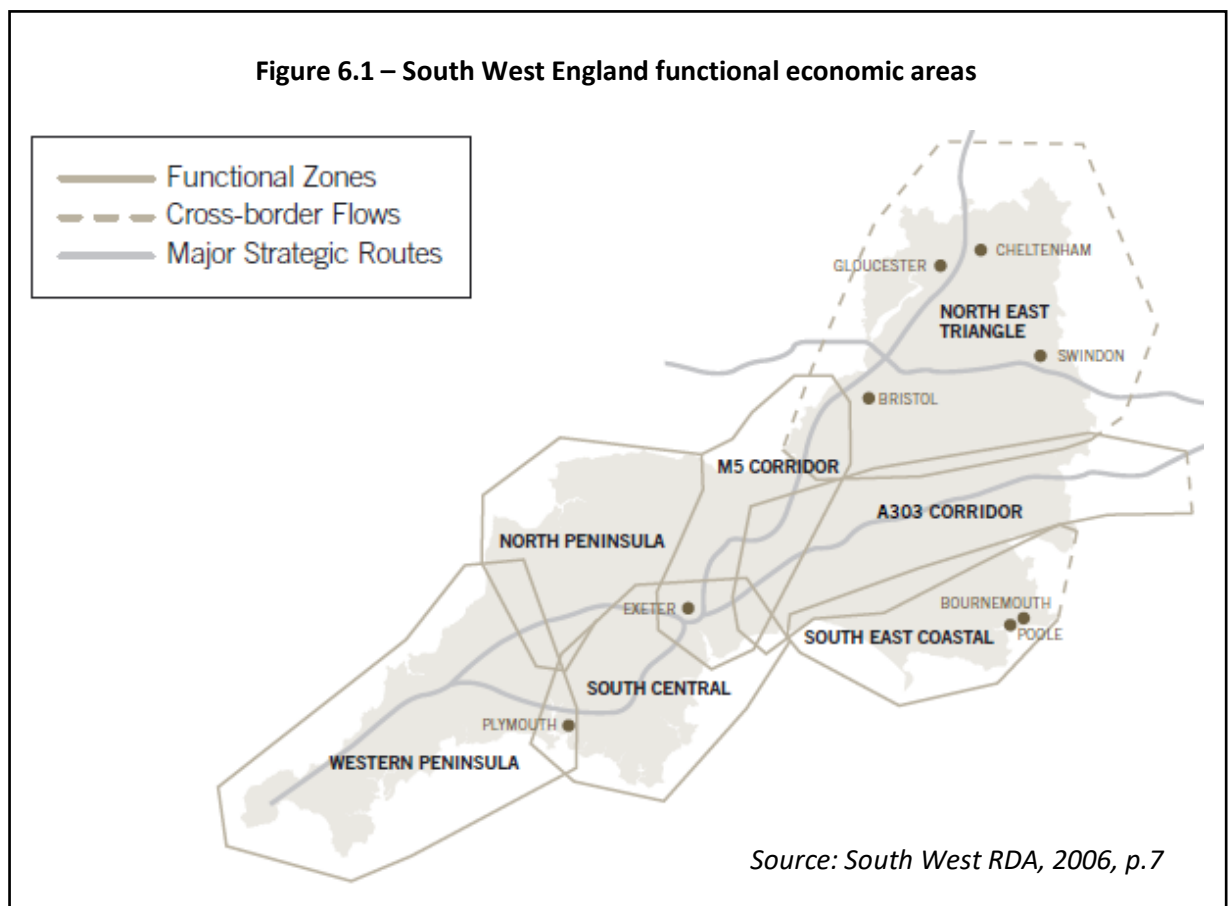 Figure 6.1 – South West England functional economic areas
Functional Zones
Cross-border Flows
Major Strategic Routes
CHELTENHAM
GLOUCESTER
NORTH EAST
TRIANGLE
SWINDON
BRISTOL
M5 CORRIDOR
A303 CORRIDOR
NORTH PENINSULA
EXETER
BOURNEMOUTH
POOLE
SOUTH EAST COASTAL
SOUTH CENTRAL
PLYMOUTH
WESTERN PENINSULA
Source: South West RDA, 2006, p.7